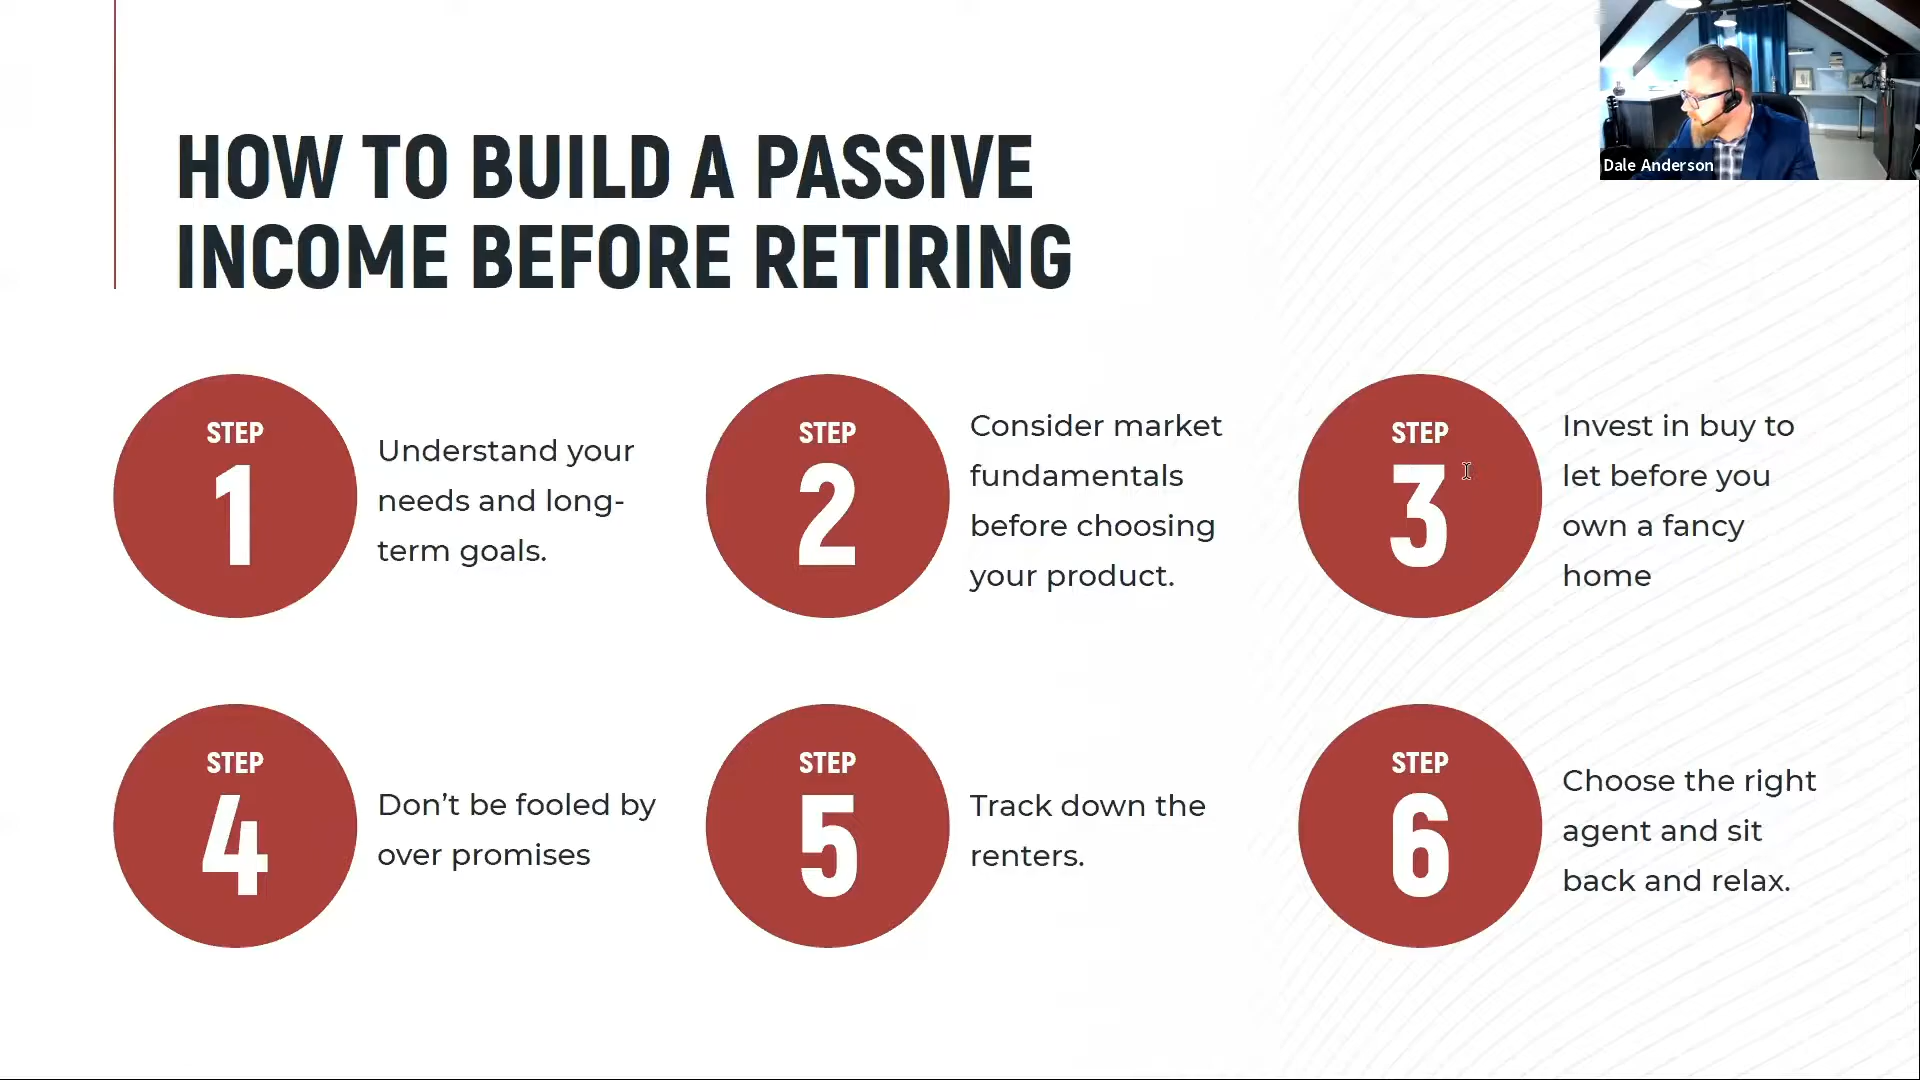 HOW TO BUILD A PASSIVE
INCOME BEFORE RETIRING
Dale Anderson
STEP
1
Understand your
needs and long-
term goals.
STEP
2
Consider market
fundamentals
before choosing
your product.
STEP
3
Invest in buy to
let before you
own a fancy
home
STEP
4
Don’t be fooled by
over promises
STEP
5
Track down the
renters.
STEP
6
Choose the right
agent and sit
back and relax.